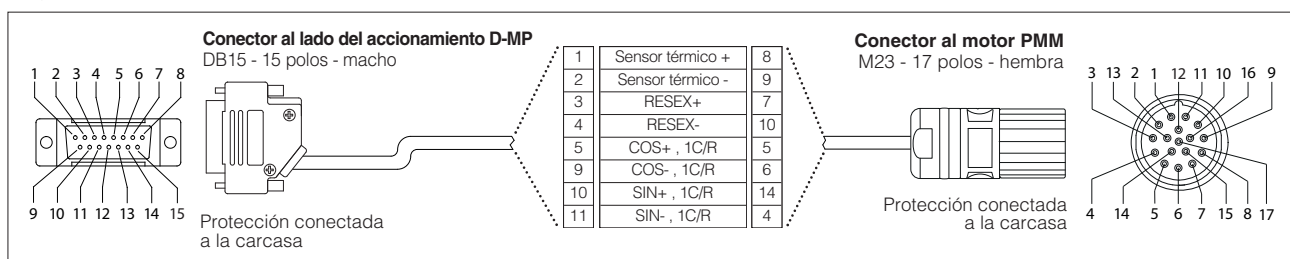 Conector al lado del accionamiento D-MP
DB15 - 15 polos - macho
1 2 3 4 5 6 7 8
9 10 11 12 13 14 15
Protección conectada
a la carcasa
1 Sensor térmico + 8
2 Sensor térmico - 9
3 RESEX+ 7
4 RESEX- 10
5 COS+ , 1C/R 5
9 COS- , 1C/R 6
10 SIN+ , 1C/R 14
11 SIN- , 1C/R 4
Conector al motor PMM
M23 - 17 polos - hembra
Protección conectada
a la carcasa
3 13 2 1 12 11 10 16 9
4 14 5 6 7 15 8 17